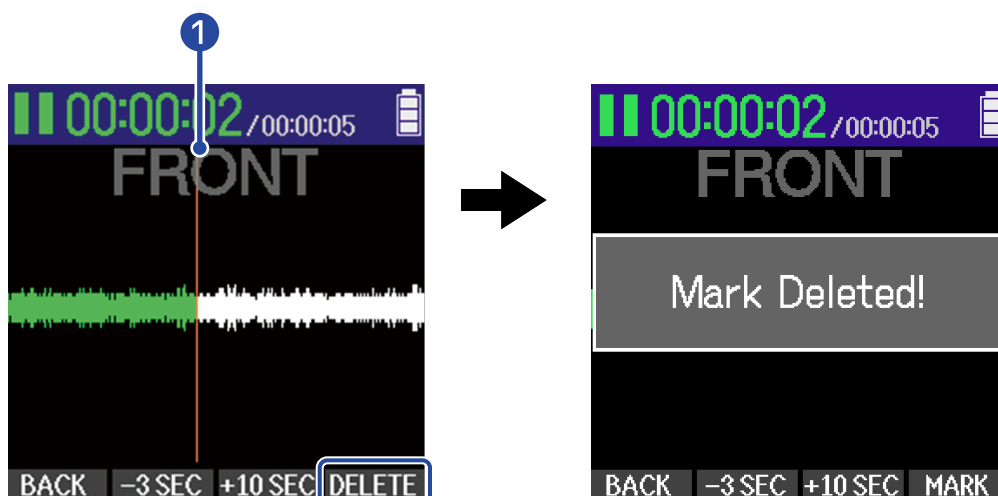 1
00:00:02/00:00:05
FRONT
BACK -3 SEC +10 SEC DELETE
00:00:02/00:00:05
FRONT
Mark Deleted!
BACK -3 SEC +10 SEC MARK